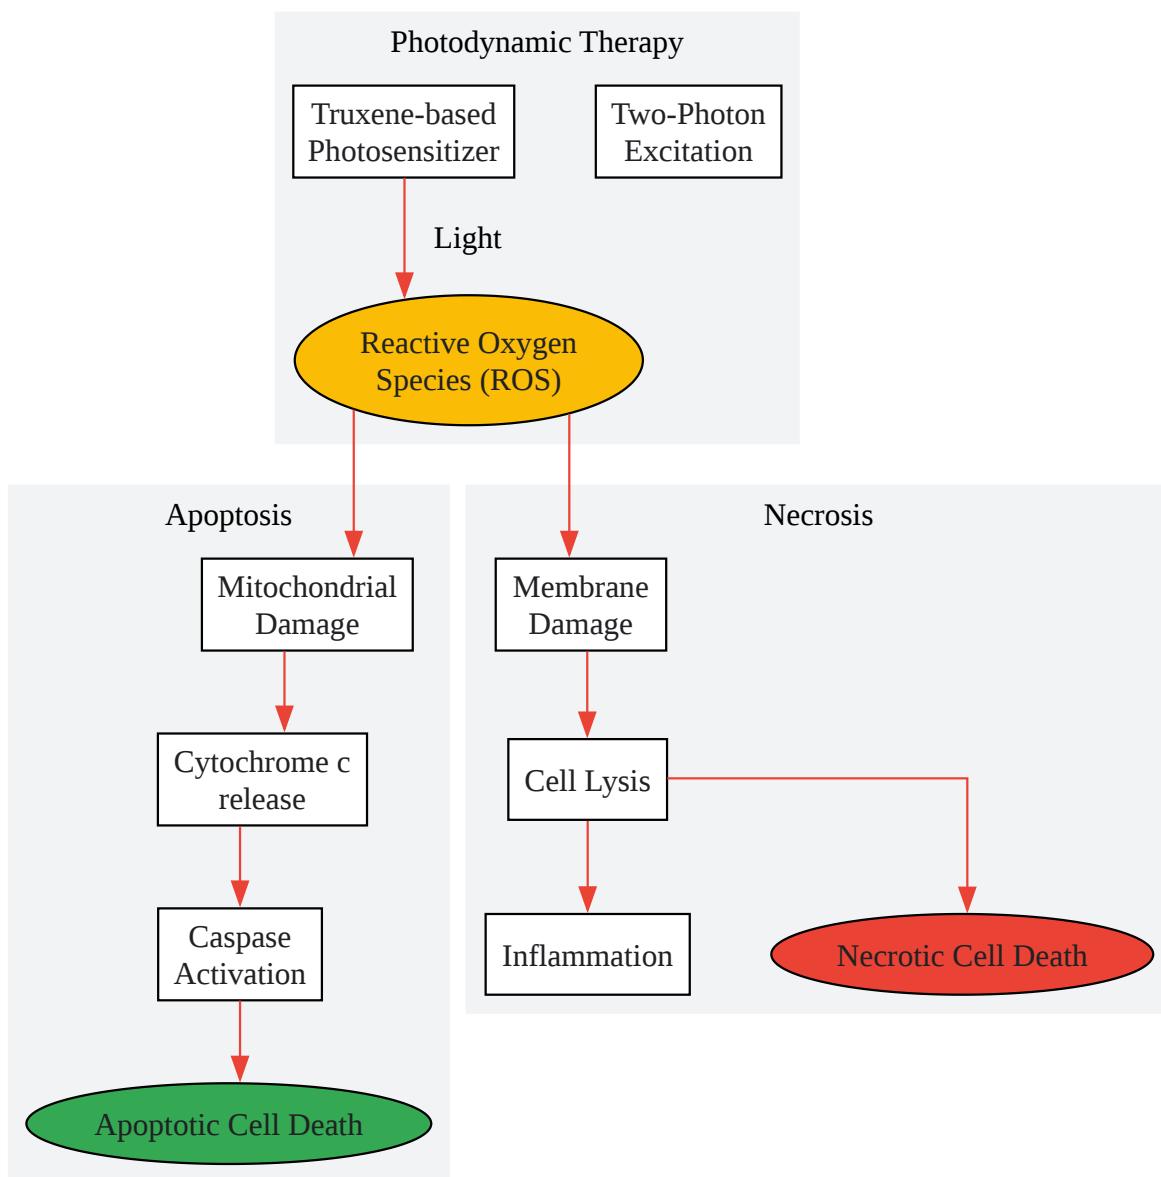 Photodynamic Therapy
Truxene-based
Photosensitizer
Two-Photon
Excitation
Light
Reactive Oxygen
Species (ROS)
Apoptosis
Mitochondrial
Damage
Cytochrome c
release
Caspase
Activation
Apoptotic Cell Death
Necrosis
Membrane
Damage
Cell Lysis
Inflammation
Necrotic Cell Death